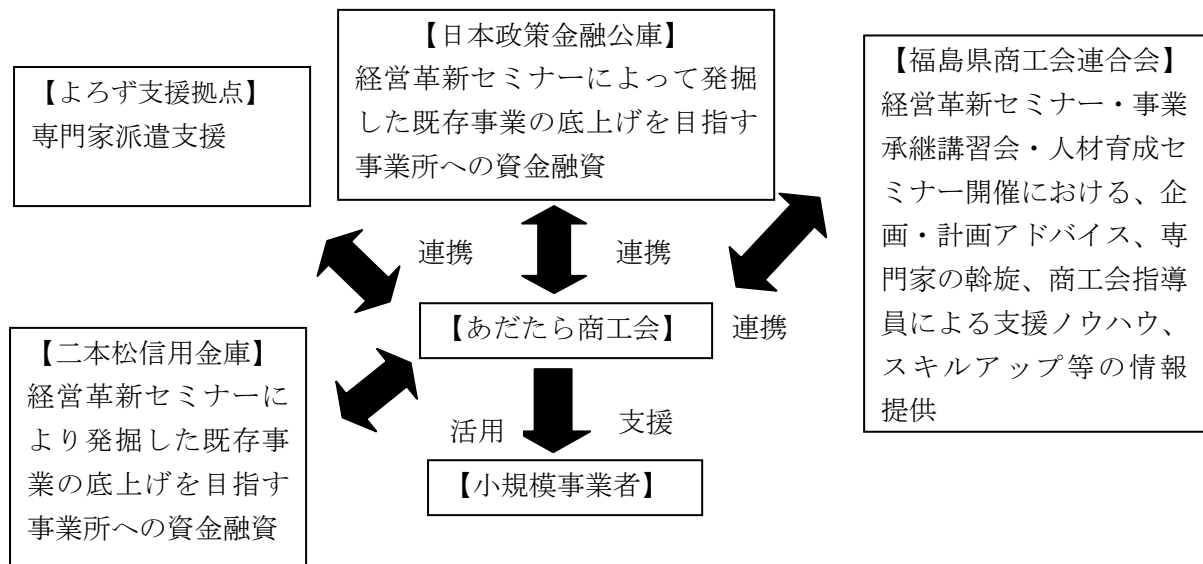 【よろず支援拠点】
専門家派遣支援
【日本政策金融公庫】
経営革新セミナーによって発掘
した既存事業の底上げを目指す
事業所への資金融資
【福島県商工会連合会】
経営革新セミナー・事業
承継講習会・人材育成セ
ミナー開催における、企
画・計画アドバイス、専
門家の斡旋、商工会指導
員による支援ノウハウ、
スキルアップ等の情報
提供
連携
連携
連携
【あだたら商工会】
【二本松信用金庫】
経営革新セミナーに
より発掘した既存事
業の底上げを目指す
事業所への資金融資
活用
支援
【小規模事業者】